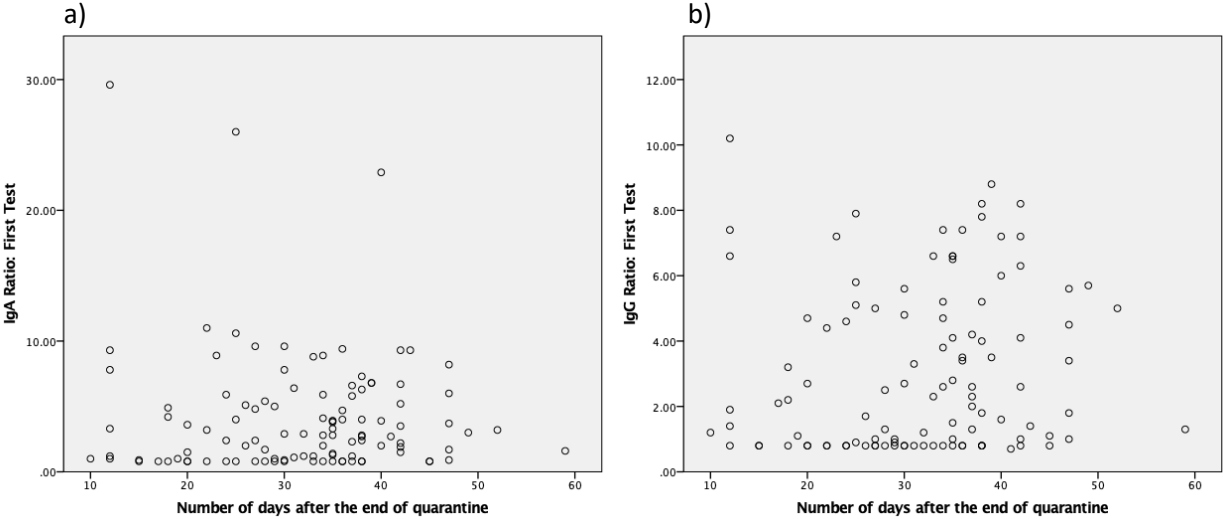 a)
30.00
20.00
10.00
.00
IgA Ratio: First Test
10 20 30 40 50 60
Number of days after the end of quarantine
b)
12.00
10.00
8.00
6.00
4.00
2.00
.00
IgG Ratio: First Test
10 20 30 40 50 60
Number of days after the end of quarantine